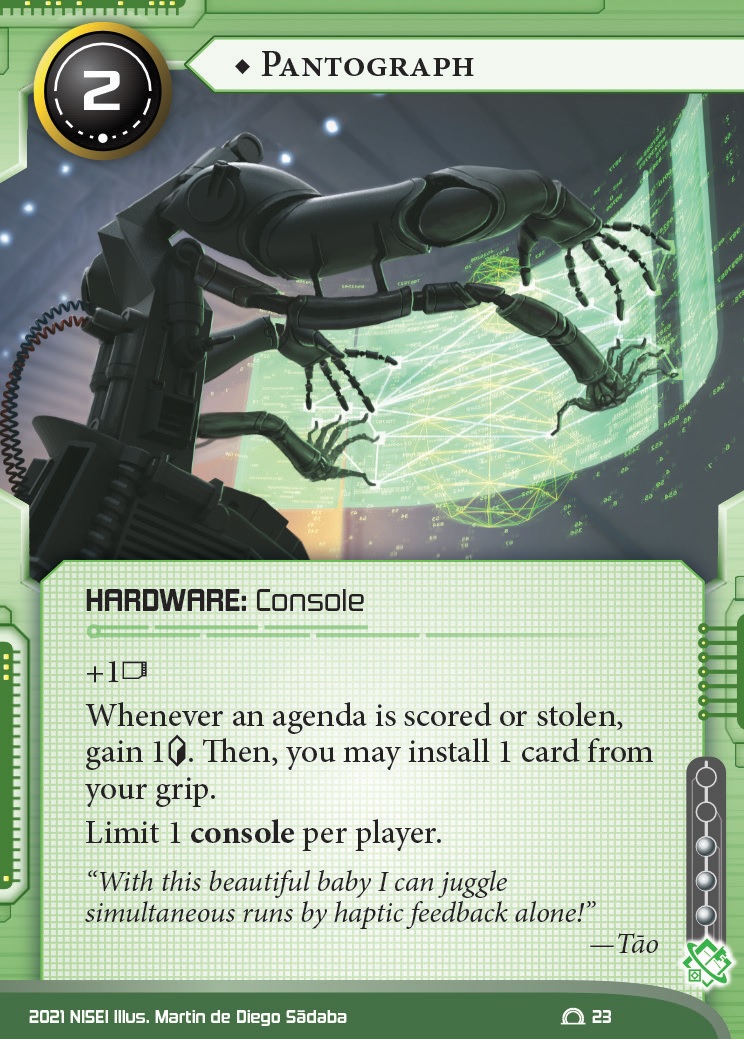 2
◆ PANTOGRAPH
HARDWARE: Console
+1
Whenever an agenda is scored or stolen,
gain 1. Then, you may install 1 card from
your grip.
Limit 1 console per player.
“With this beautiful baby I can juggle
simultaneous runs by haptic feedback alone!”
—Tāo
2021 NISEI Illus. Martin de Diego Sādaba
23